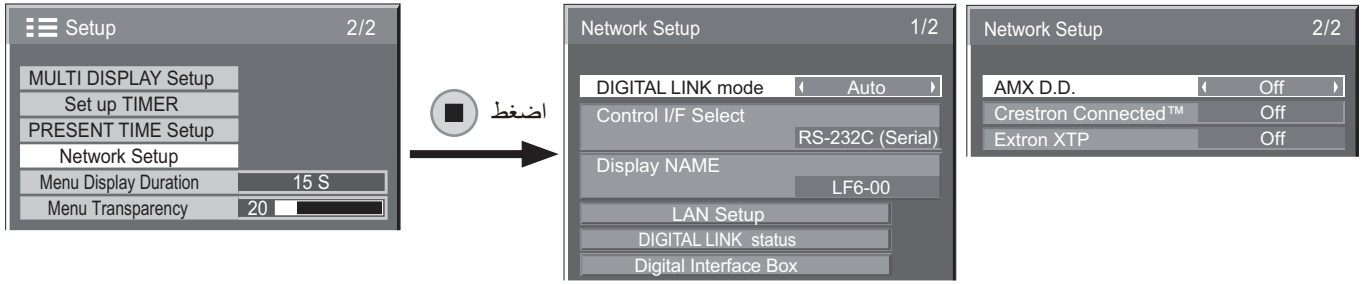 Setup 2/2
MULTI DISPLAY Setup
Set up TIMER
PRESENT TIME Setup
Network Setup
Menu Display Duration 15 S
Menu Transparency 20
اضغط
Network Setup 1/2
DIGITAL LINK mode Auto
Control I/F Select
RS-232C (Serial)
Display NAME
LF6-00
LAN Setup
DIGITAL LINK status
Digital Interface Box
Network Setup 2/2
AMX D.D. Off
Crestron Connected™ Off
Extron XTP Off